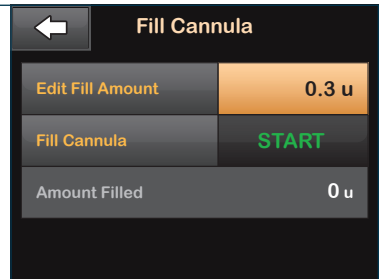 Fill Cannula
Edit Fill Amount 0.3 u
Fill Cannula START
Amount Filled 0 u